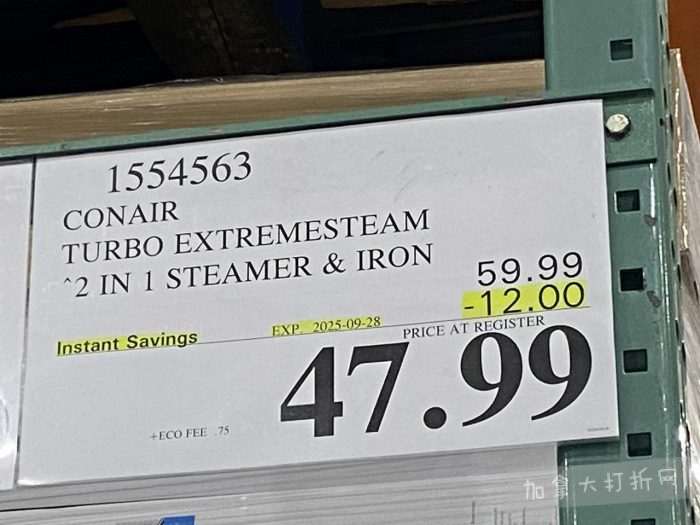 1554563
CONAIR
TURBO EXTREMESTEAM
^2 IN 1 STEAMER & IRON
59.99
-12.00
Instant Savings EXP. 2025-09-28
PRICE AT REGISTER
47.99
+ECO FEE .75
加拿大打折网